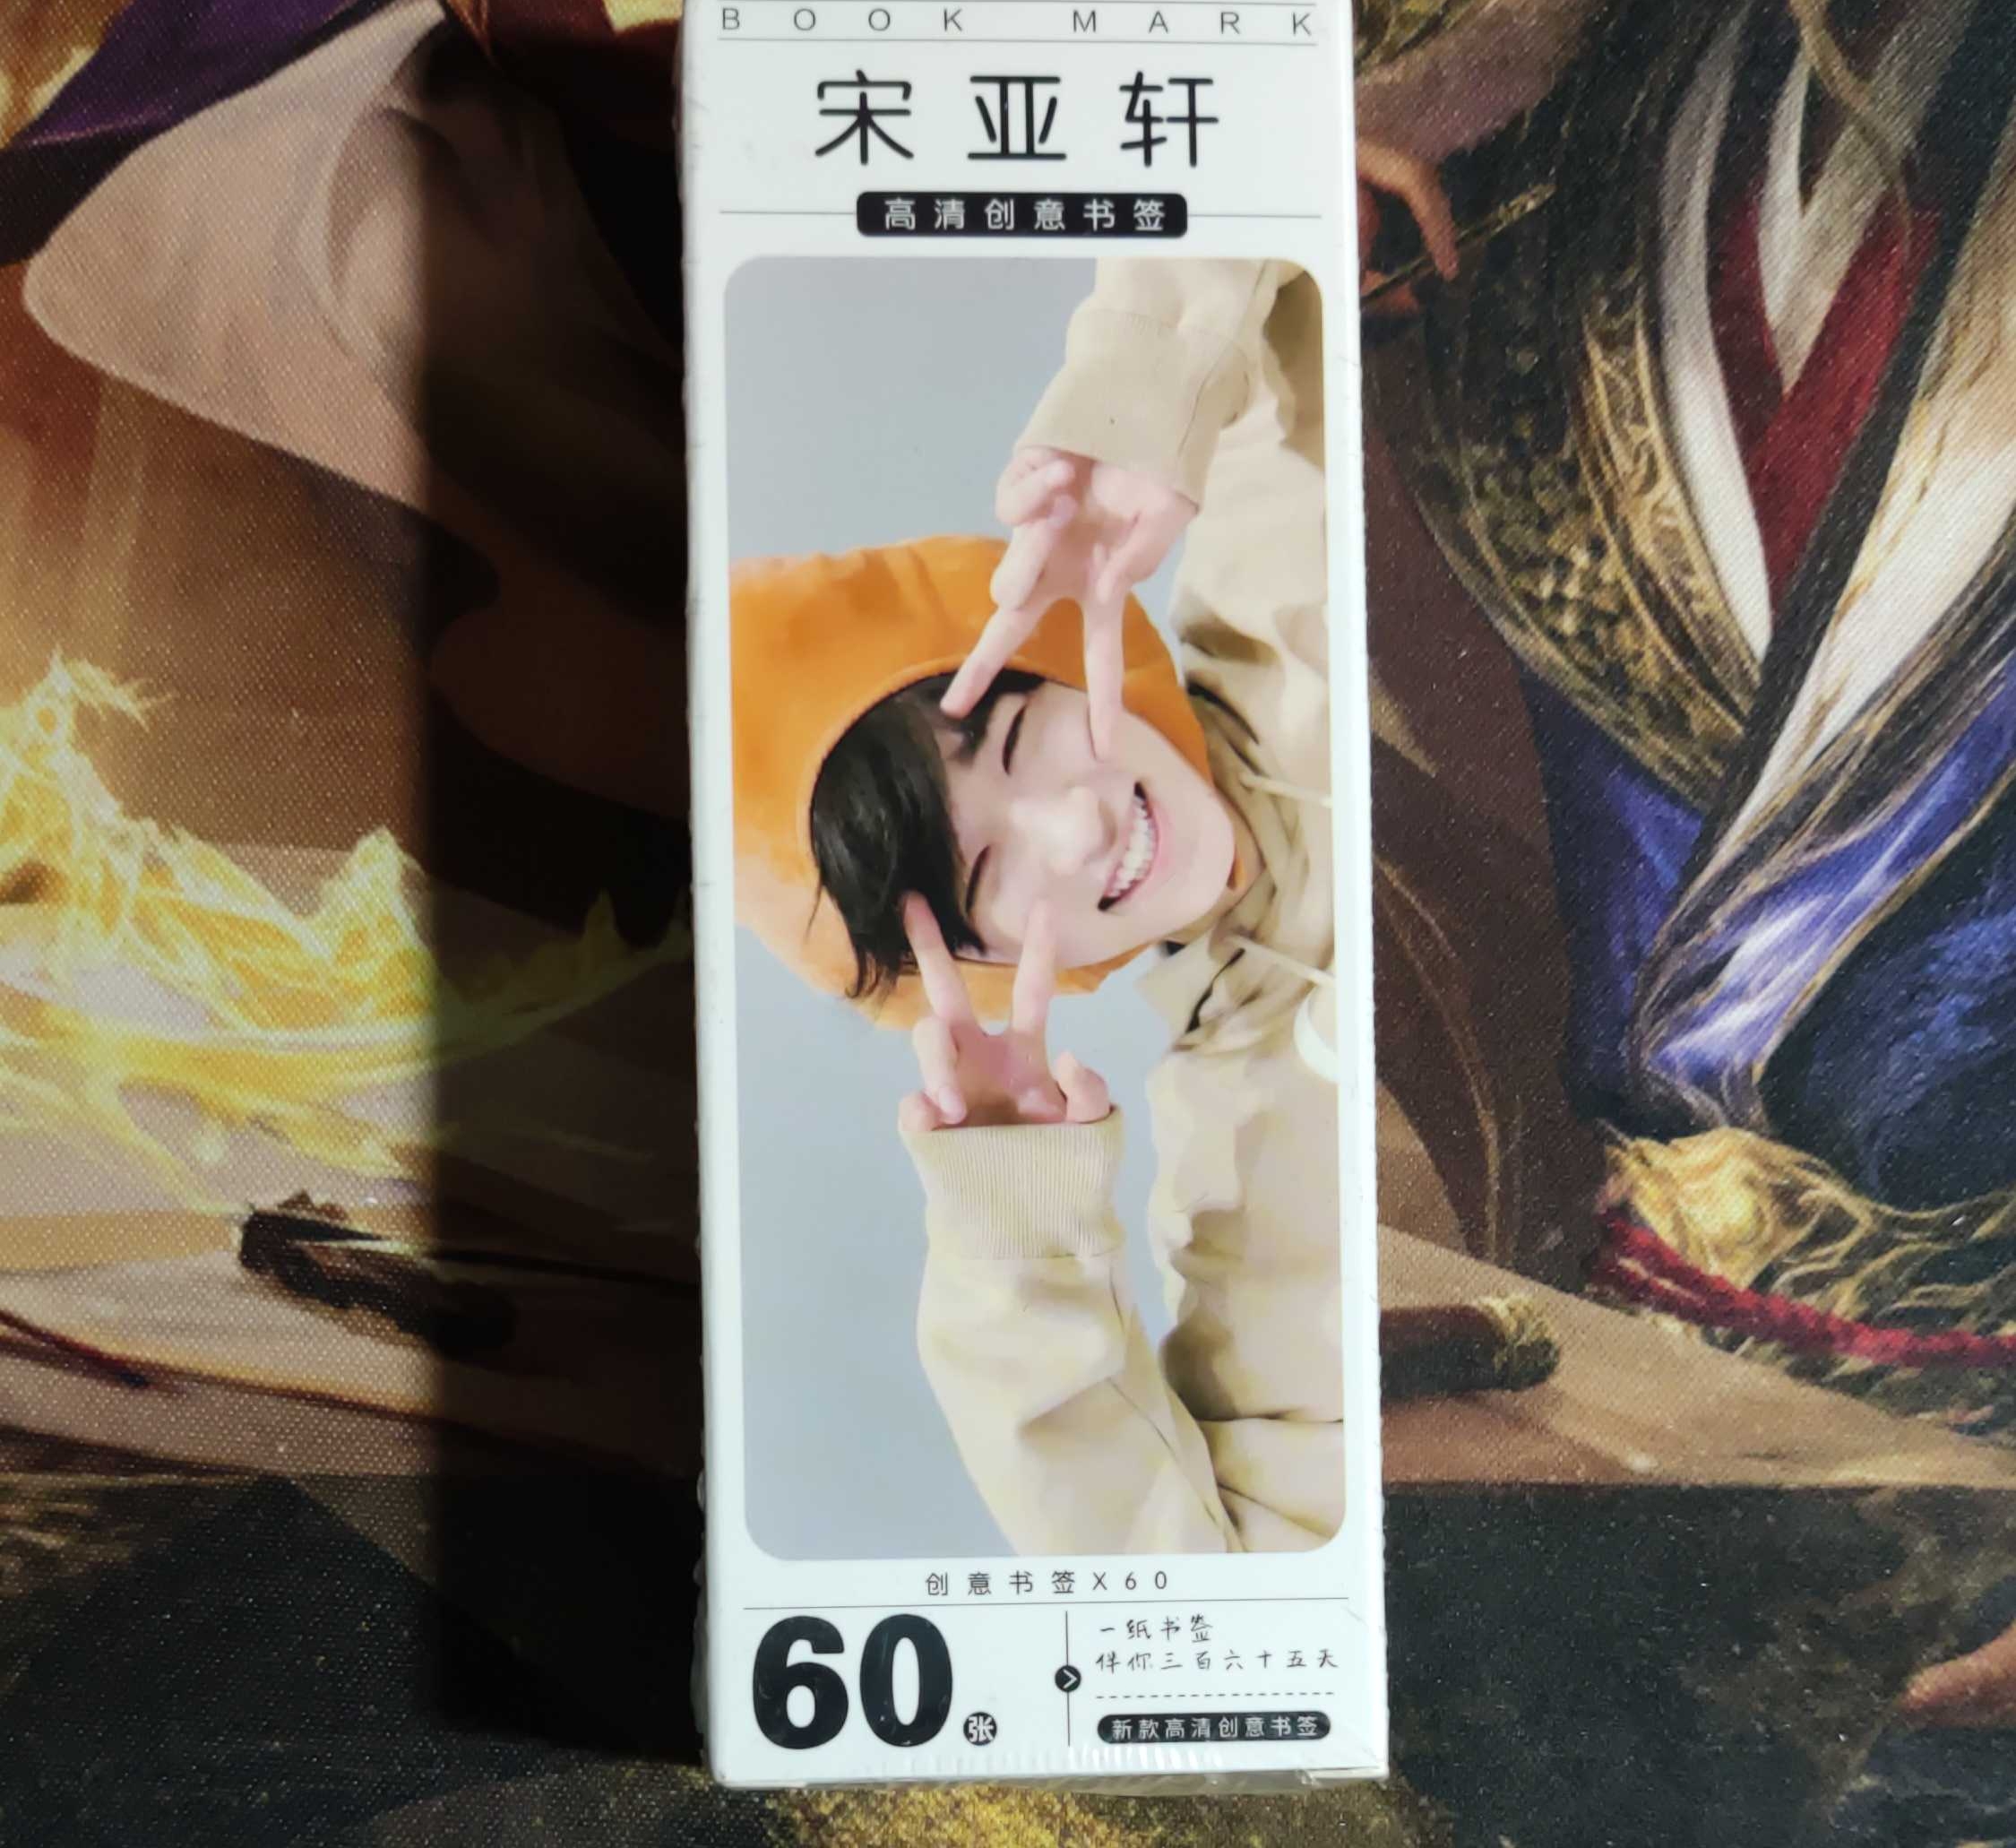 BOOK MARK
宋亚轩
高清创意书签
创意书签X60
60张
一纸书签
伴你三百六十五天
新款高清创意书签